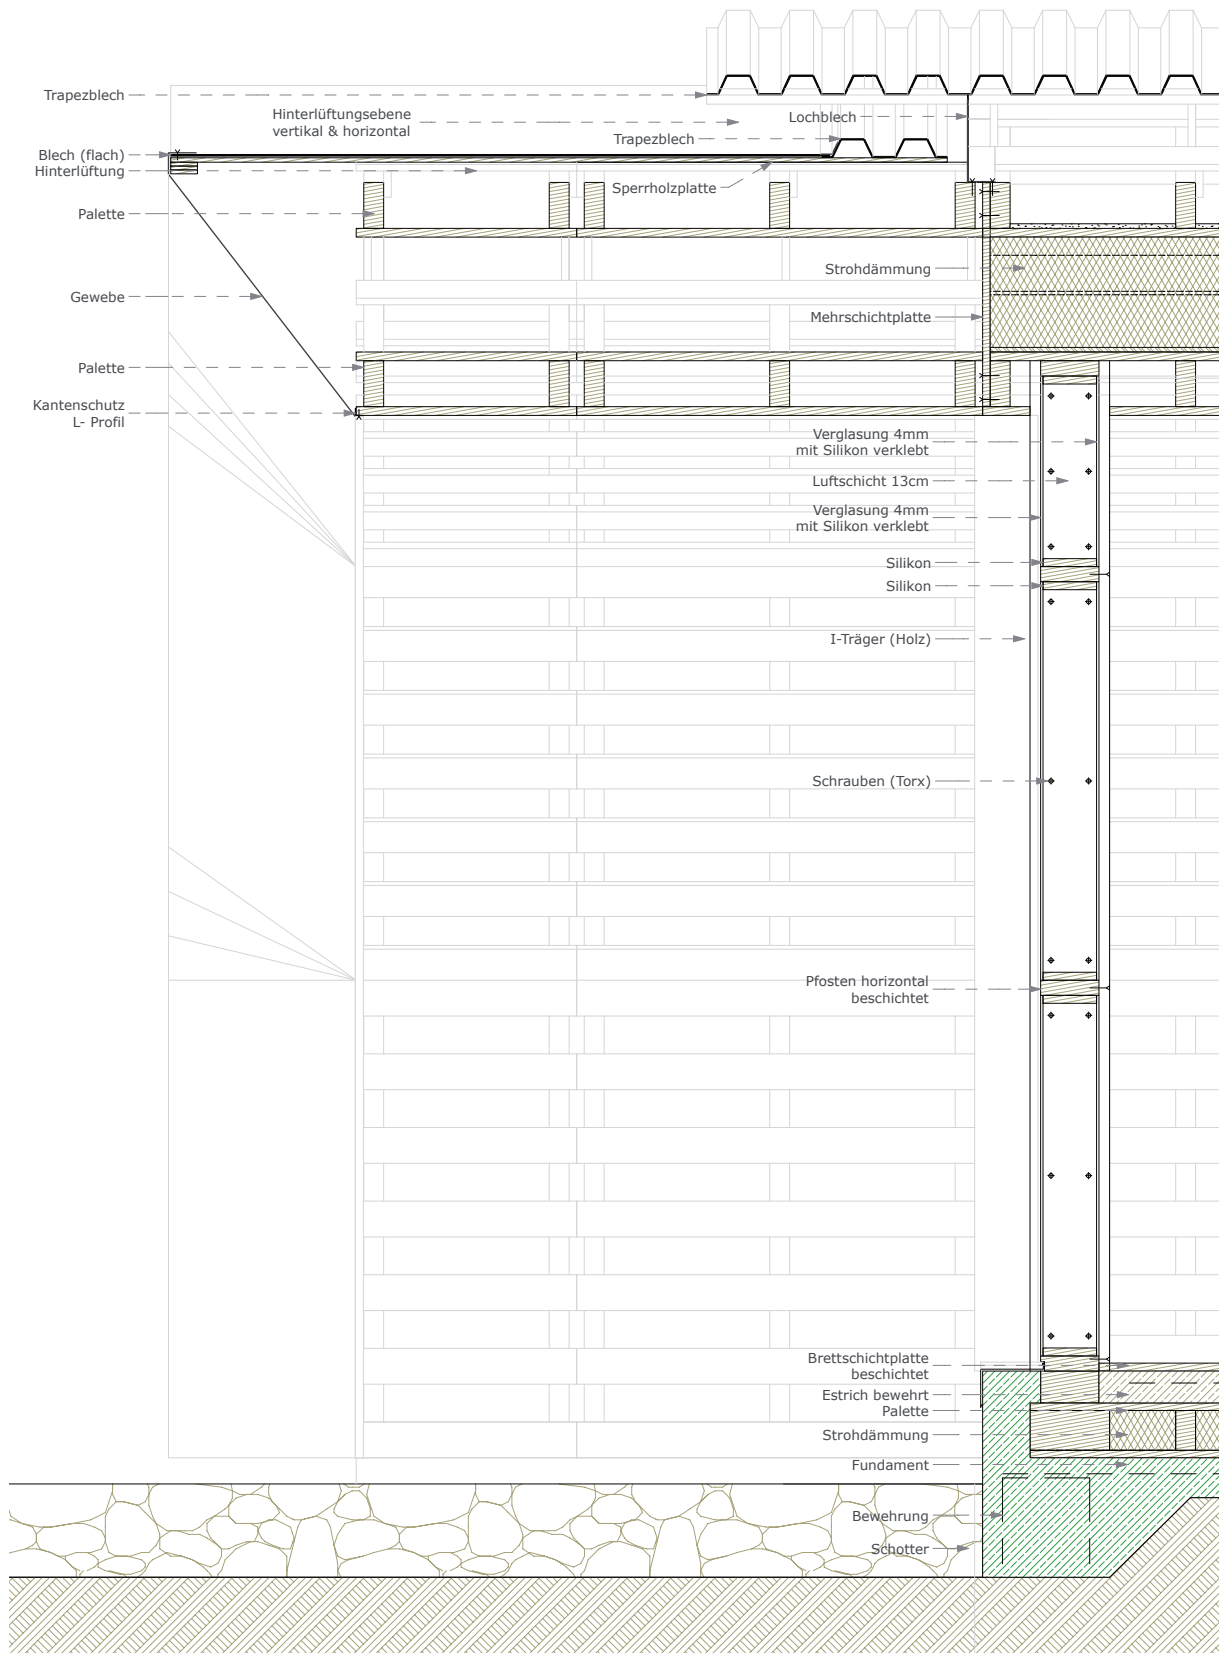 Trapezblech
Hinterlüftungsebene
vertikal & horizontal
Lochblech
Trapezblech
Blech (flach)
Hinterlüftung
Sperrholzplatte
Palette
Strohdämmung
Gewebe
Mehrschichtplatte
Palette
Kantenschutz
L- Profil
Verglasung 4mm
mit Silikon verklebt
Luftschicht 13cm
Verglasung 4mm
mit Silikon verklebt
Silikon
Silikon
I-Träger (Holz)
Schrauben (Torx)
Pfosten horizontal
beschichtet
Brettschichtplatte
beschichtet
Estrich bewehrt
Palette
Strohdämmung
Fundament
Bewehrung
Schotter